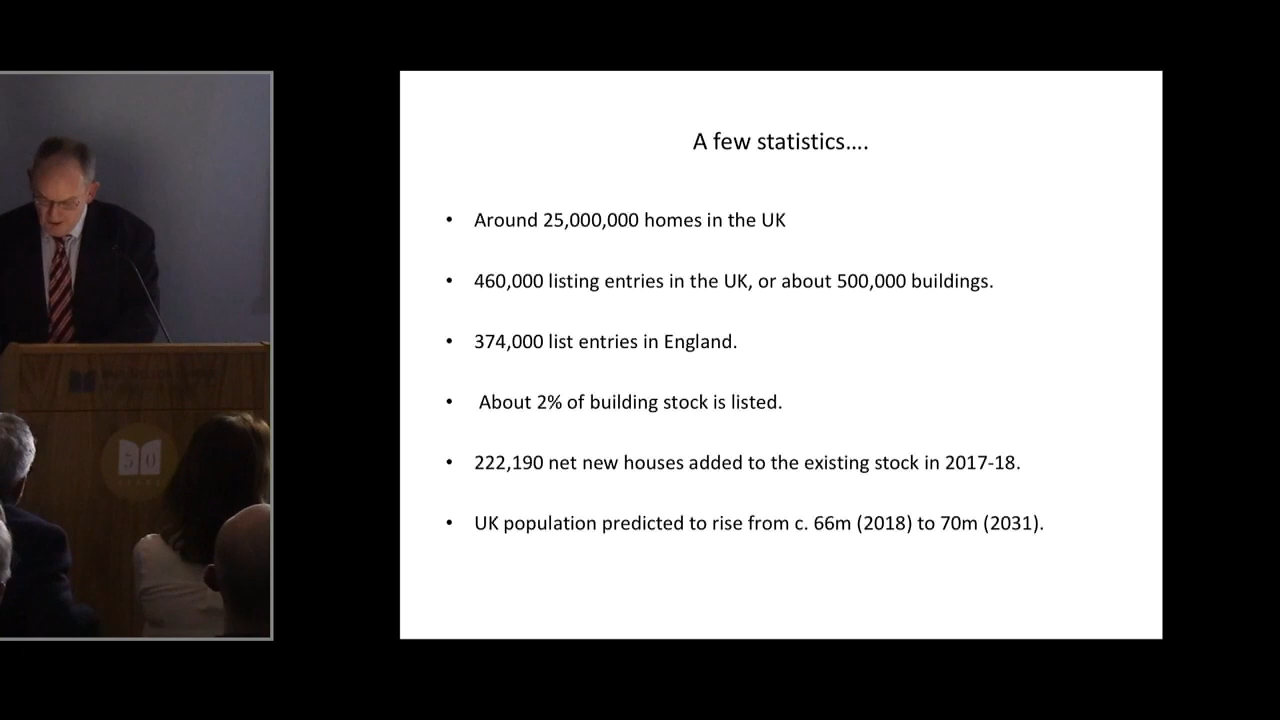 A few statistics....
• Around 25,000,000 homes in the UK
• 460,000 listing entries in the UK, or about 500,000 buildings.
• 374,000 list entries in England.
• About 2% of building stock is listed.
• 222,190 net new houses added to the existing stock in 2017-18.
• UK population predicted to rise from c. 66m (2018) to 70m (2031).
50